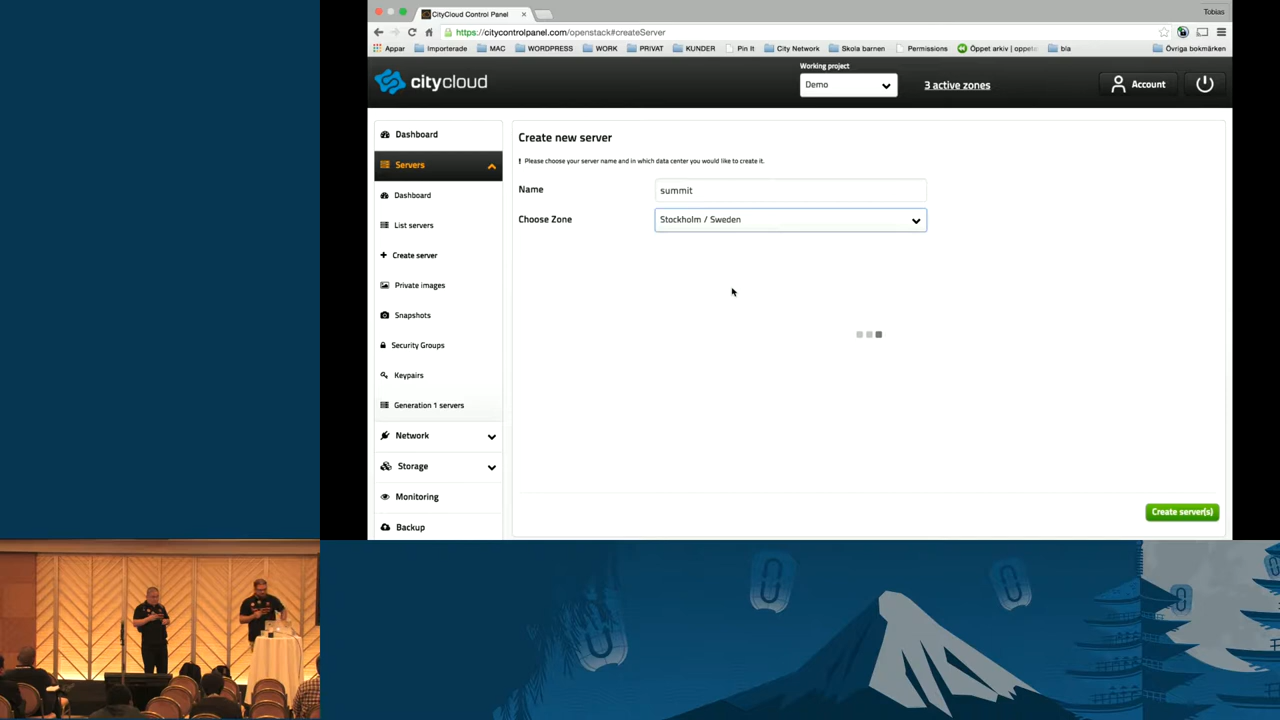 CityCloud Control Panel
Tobias
https://citycontrolpanel.com/openstack#createServer
Appar Importerade MAC WORDPRESS WORK PRIVAT KUNDER Pin It City Network Skola barnen Permissions Öppet arkiv | oppeta bla Övriga bokmärken
citycloud
Working project
Demo
3 active zones
Account
Dashboard
Servers
Dashboard
List servers
Create server
Private images
Snapshots
Security Groups
Keypairs
Generation 1 servers
Network
Storage
Monitoring
Backup
Create new server
! Please choose your server name and in which data center you would like to create it.
Name
summit
Choose Zone
Stockholm / Sweden
Create server(s)